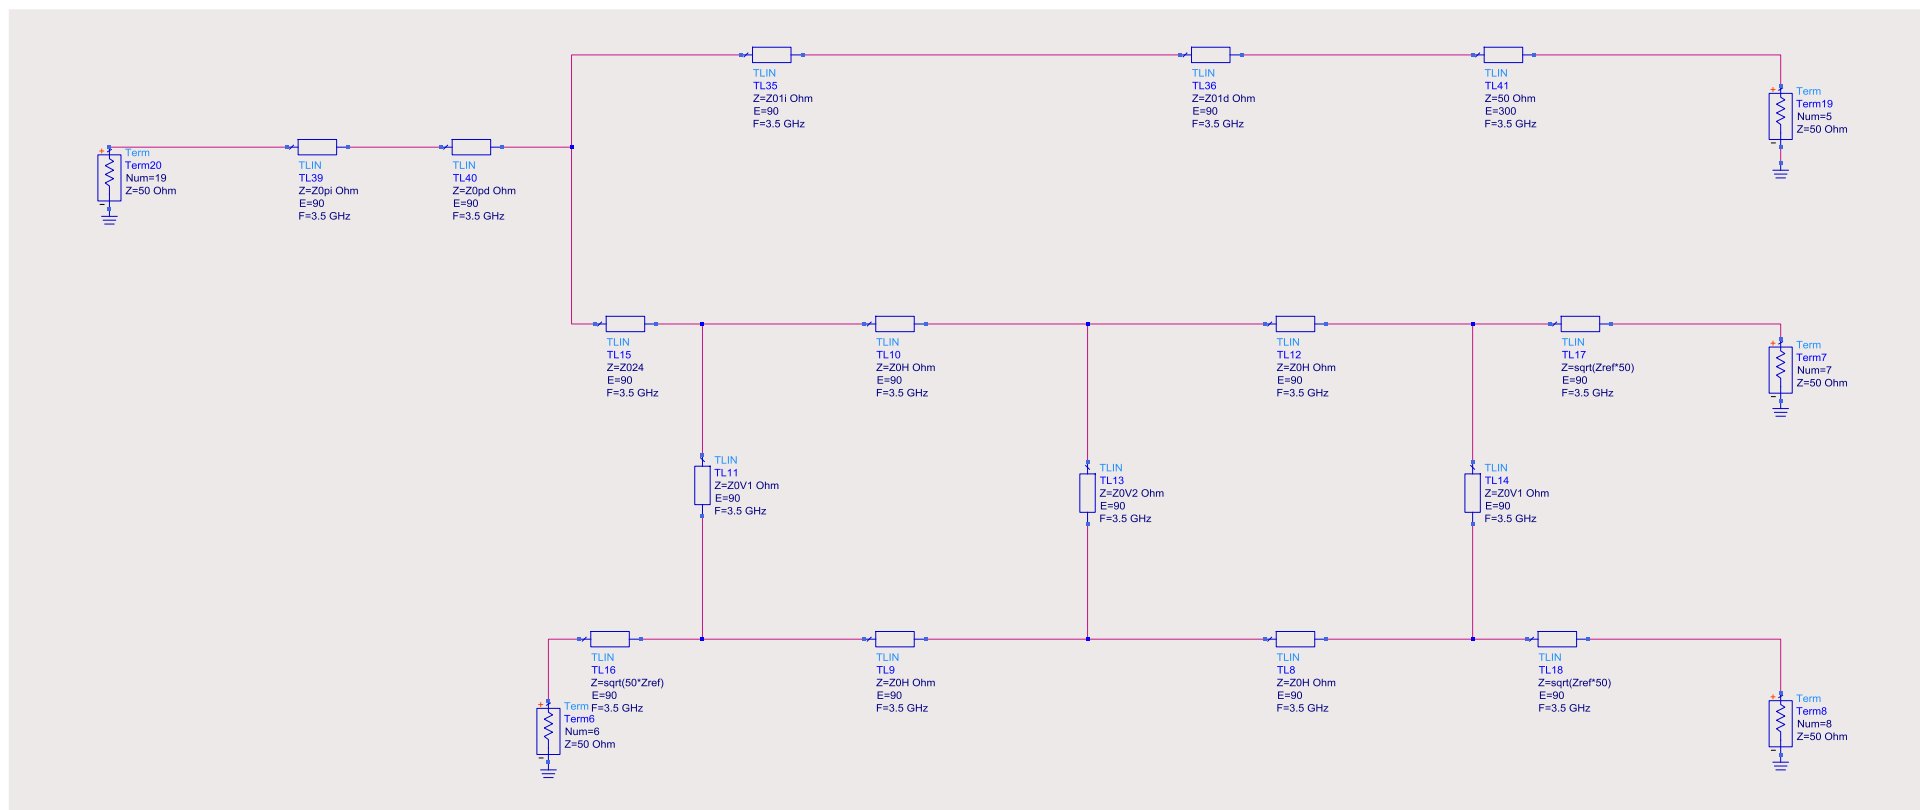 TLIN
TL35
Z=Z01i Ohm
E=90
F=3.5 GHz
TLIN
TL36
Z=Z01d Ohm
E=90
F=3.5 GHz
TLIN
TL41
Z=50 Ohm
E=300
F=3.5 GHz
+
Term
Term19
Num=5
Z=50 Ohm
-
+
Term
Term20
Num=19
Z=50 Ohm
-
TLIN
TL39
Z=Z0pi Ohm
E=90
F=3.5 GHz
TLIN
TL40
Z=Z0pd Ohm
E=90
F=3.5 GHz
TLIN
TL15
Z=Z024
E=90
F=3.5 GHz
TLIN
TL10
Z=Z0H Ohm
E=90
F=3.5 GHz
TLIN
TL12
Z=Z0H Ohm
E=90
F=3.5 GHz
TLIN
TL17
Z=sqrt(Zref*50)
E=90
F=3.5 GHz
+
Term
Term7
Num=7
Z=50 Ohm
-
TLIN
TL11
Z=Z0V1 Ohm
E=90
F=3.5 GHz
TLIN
TL13
Z=Z0V2 Ohm
E=90
F=3.5 GHz
TLIN
TL14
Z=Z0V1 Ohm
E=90
F=3.5 GHz
TLIN
TL16
Z=sqrt(50*Zref)
E=90
F=3.5 GHz
+
Term
Term6
Num=6
Z=50 Ohm
-
TLIN
TL9
Z=Z0H Ohm
E=90
F=3.5 GHz
TLIN
TL8
Z=Z0H Ohm
E=90
F=3.5 GHz
TLIN
TL18
Z=sqrt(Zref*50)
E=90
F=3.5 GHz
+
Term
Term8
Num=8
Z=50 Ohm
-